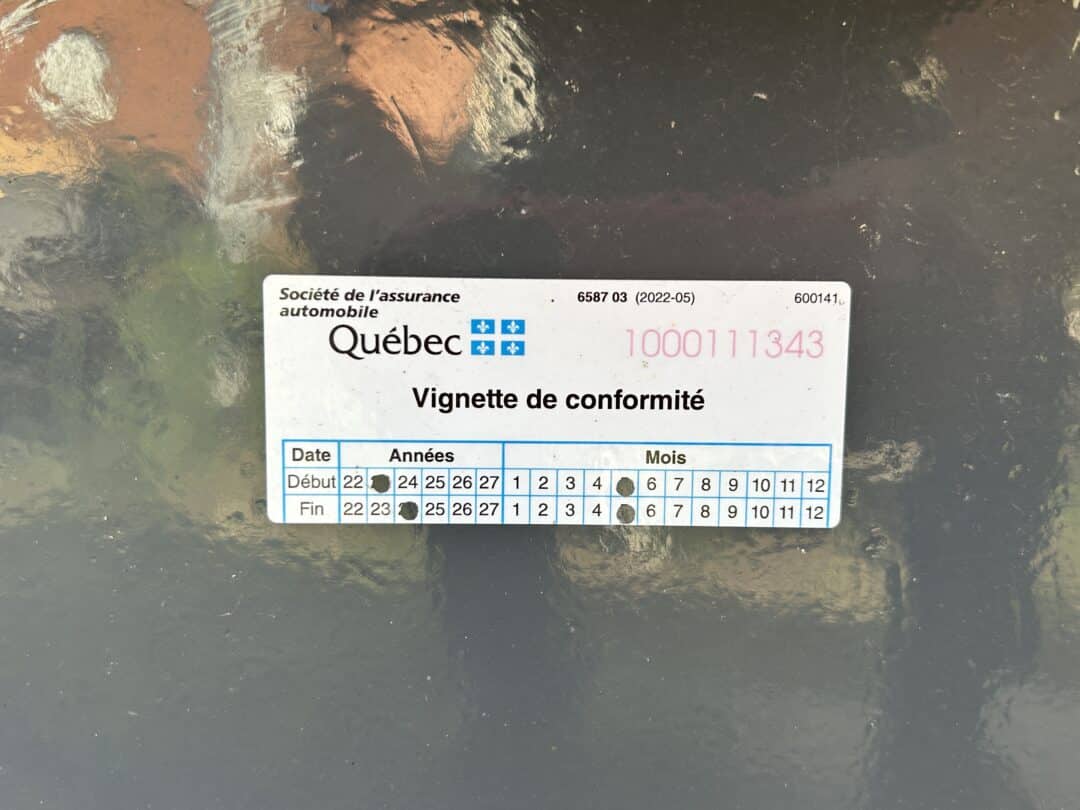 Société de l'assurance
automobile
Québec
6587 03 (2022-05)
600141
1000111343
Vignette de conformité
Date Années Mois
Début 22 24 25 26 27 1 2 3 4 6 7 8 9 10 11 12
Fin 22 23 25 26 27 1 2 3 4 6 7 8 9 10 11 12